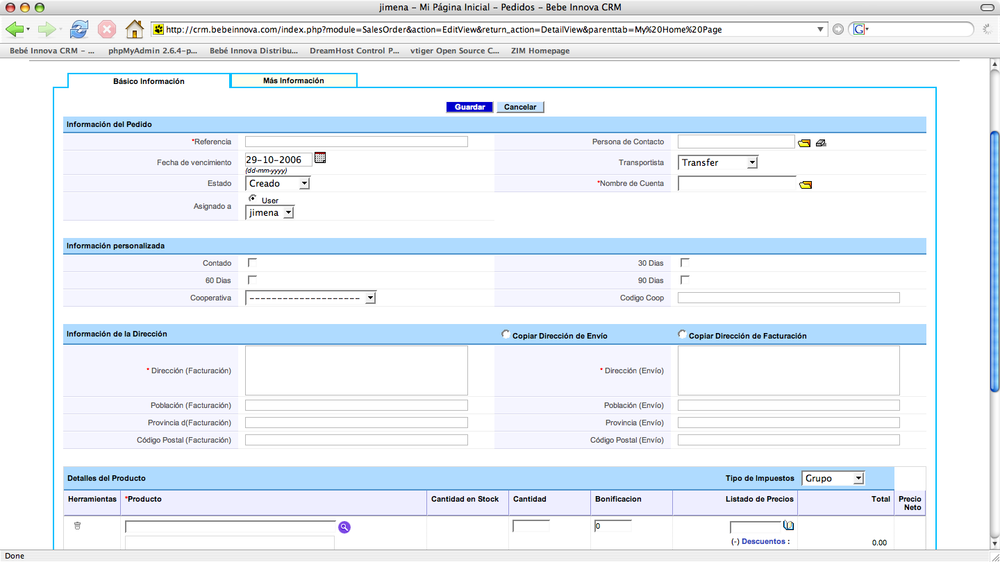 jimena – Mi Página Inicial – Pedidos – Bebe Innova CRM
http://crm.bebeinnova.com/index.php?module=SalesOrder&action=EditView&return_action=DetailView&parenttab=My%20Home%20Page
G
Bebé Innova CRM – ... phpMyAdmin 2.6.4-p... Bebé Innova Distribu... DreamHost Control P... vtiger Open Source C... ZIM Homepage
Básico Información Más Información
Guardar Cancelar
Información del Pedido
*Referencia Persona de Contacto
Fecha de vencimiento 29-10-2006 Transportista Transfer
(dd-mm-yyyy)
Estado Creado *Nombre de Cuenta
User
Asignado a
jimena
Información personalizada
Contado 30 Dias
60 Dias 90 Dias
Cooperativa -------------------- Codigo Coop
Información de la Dirección Copiar Dirección de Envío Copiar Dirección de Facturación
* Dirección (Facturación) * Dirección (Envío)
Población (Facturación) Población (Envío)
Provincia d(Facturación) Provincia (Envío)
Código Postal (Facturación) Código Postal (Envío)
Detalles del Producto Tipo de Impuestos Grupo
Herramientas *Producto Cantidad en Stock Cantidad Bonificacion Listado de Precios Total Precio
Neto
0
(-) Descuentos : 0.00
Done